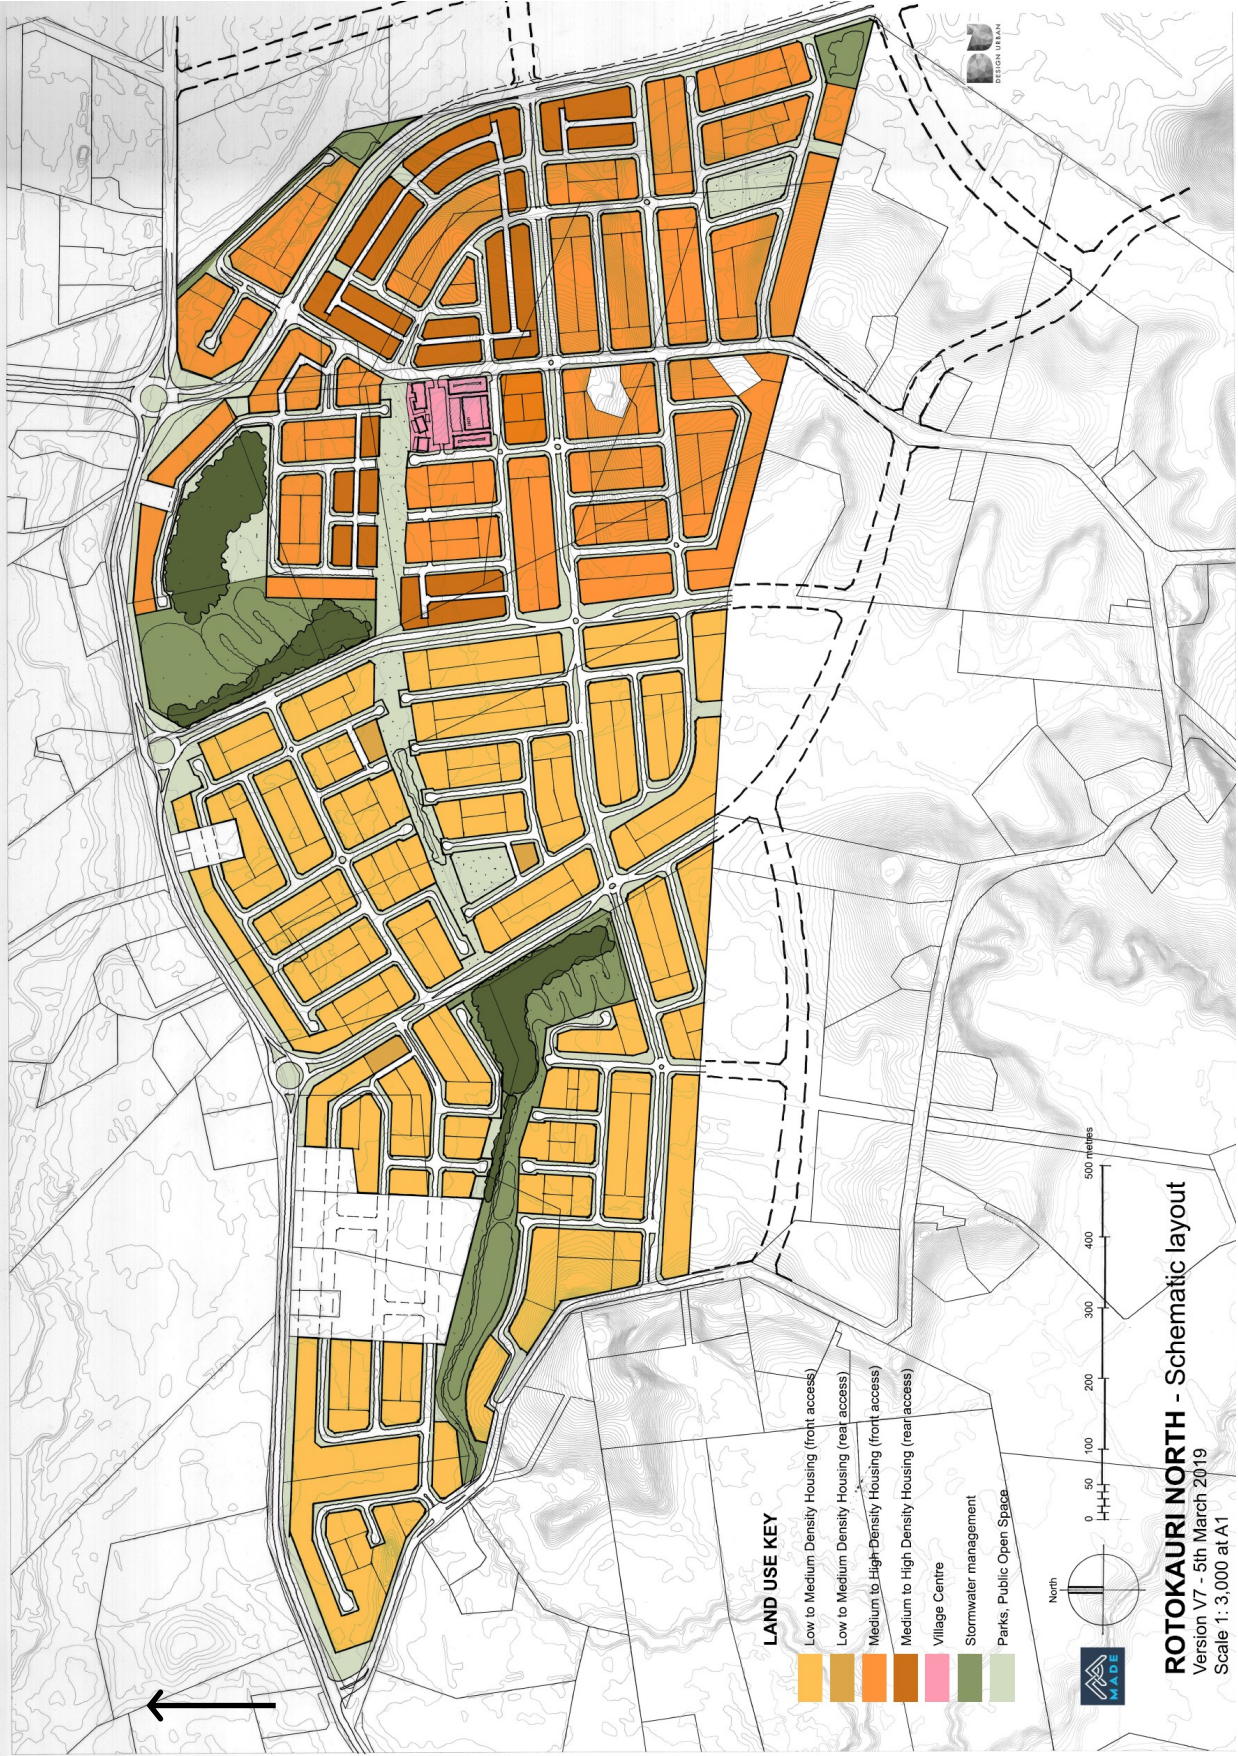 DESIGN URBAN
LAND USE KEY
Low to Medium Density Housing (front access)
Low to Medium Density Housing (rear access)
Medium to High Density Housing (front access)
Medium to High Density Housing (rear access)
Village Centre
Stormwater management
Parks, Public Open Space
North
0 50 100 200 300 400 500 metres
MADE
ROTOKAURI NORTH - Schematic layout
Version V7 - 5th March 2019
Scale 1: 3,000 at A1